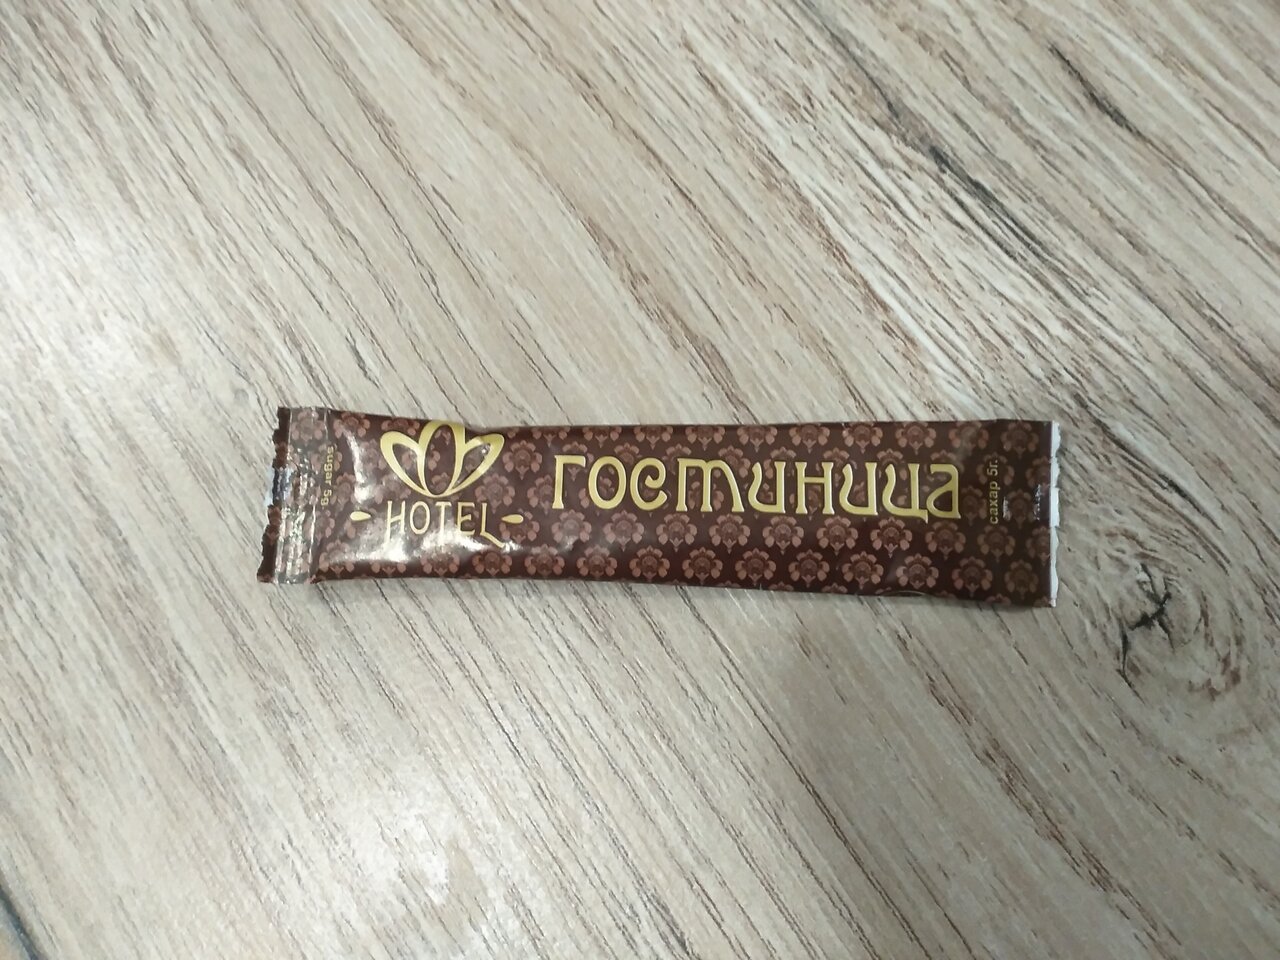 sugar 5g
HOTEL
гостиница
сахар 5г.